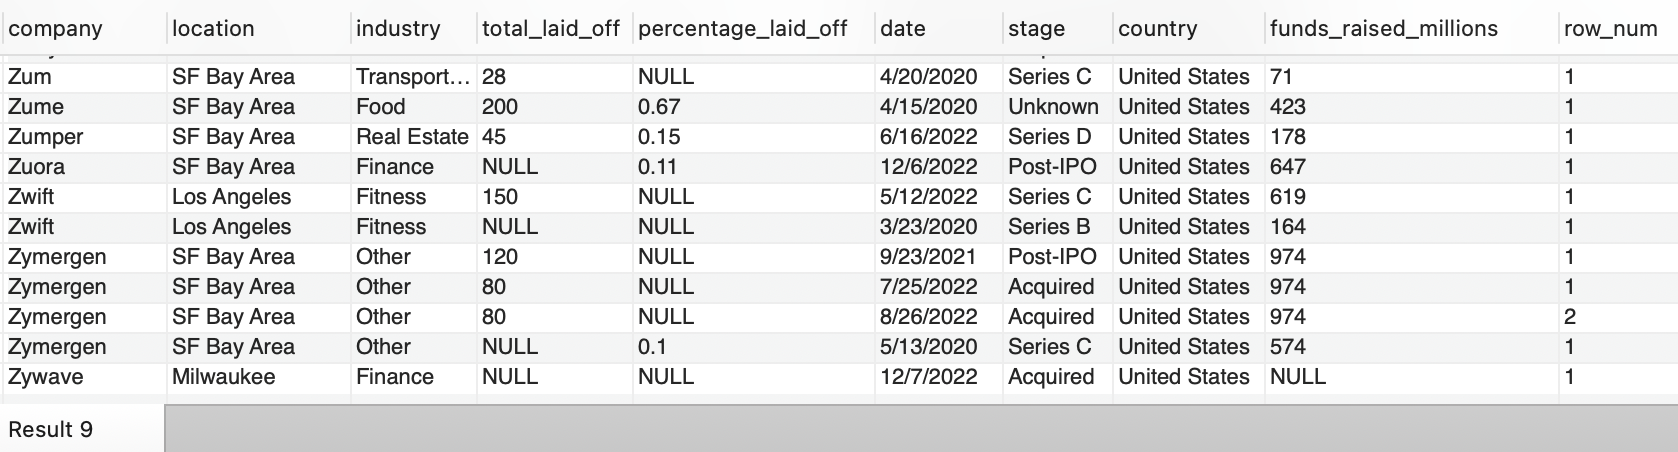 company location industry total_laid_off percentage_laid_off date stage country funds_raised_millions row_num
Zum SF Bay Area Transport... 28 NULL 4/20/2020 Series C United States 71 1
Zume SF Bay Area Food 200 0.67 4/15/2020 Unknown United States 423 1
Zumper SF Bay Area Real Estate 45 0.15 6/16/2022 Series D United States 178 1
Zuora SF Bay Area Finance NULL 0.11 12/6/2022 Post-IPO United States 647 1
Zwift Los Angeles Fitness 150 NULL 5/12/2022 Series C United States 619 1
Zwift Los Angeles Fitness NULL NULL 3/23/2020 Series B United States 164 1
Zymergen SF Bay Area Other 120 NULL 9/23/2021 Post-IPO United States 974 1
Zymergen SF Bay Area Other 80 NULL 7/25/2022 Acquired United States 974 1
Zymergen SF Bay Area Other 80 NULL 8/26/2022 Acquired United States 974 2
Zymergen SF Bay Area Other NULL 0.1 5/13/2020 Series C United States 574 1
Zywave Milwaukee Finance NULL NULL 12/7/2022 Acquired United States NULL 1
Result 9